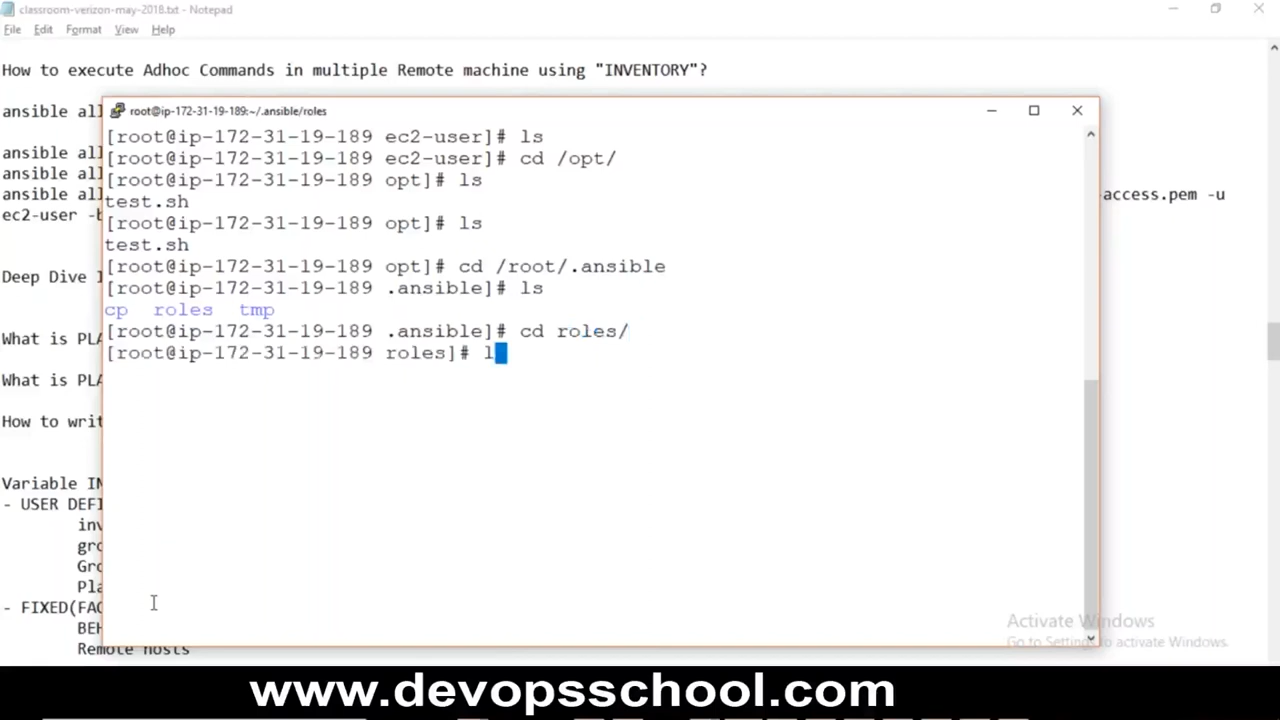 classroom-verizon-may-2018.txt - Notepad
File Edit Format View Help
How to execute Adhoc Commands in multiple Remote machine using "INVENTORY"?
ansible all
root@ip-172-31-19-189:~/.ansible/roles
[root@ip-172-31-19-189 ec2-user]# ls
ansible all
[root@ip-172-31-19-189 ec2-user]# cd /opt/
ansible all
[root@ip-172-31-19-189 opt]# ls
ansible all
-access.pem -u
test.sh
ec2-user -b
[root@ip-172-31-19-189 opt]# ls
test.sh
[root@ip-172-31-19-189 opt]# cd /root/.ansible
Deep Dive I
[root@ip-172-31-19-189 .ansible]# ls
cp roles tmp
[root@ip-172-31-19-189 .ansible]# cd roles/
What is PLA
[root@ip-172-31-19-189 roles]# l
What is PLA
How to writ
Variable IN
- USER DEFI
inv
gro
Gro
Pla
- FIXED(FAC
BEH
Remote hosts
Activate Windows
Go to Settings to activate Windows.
www.devopsschool.com